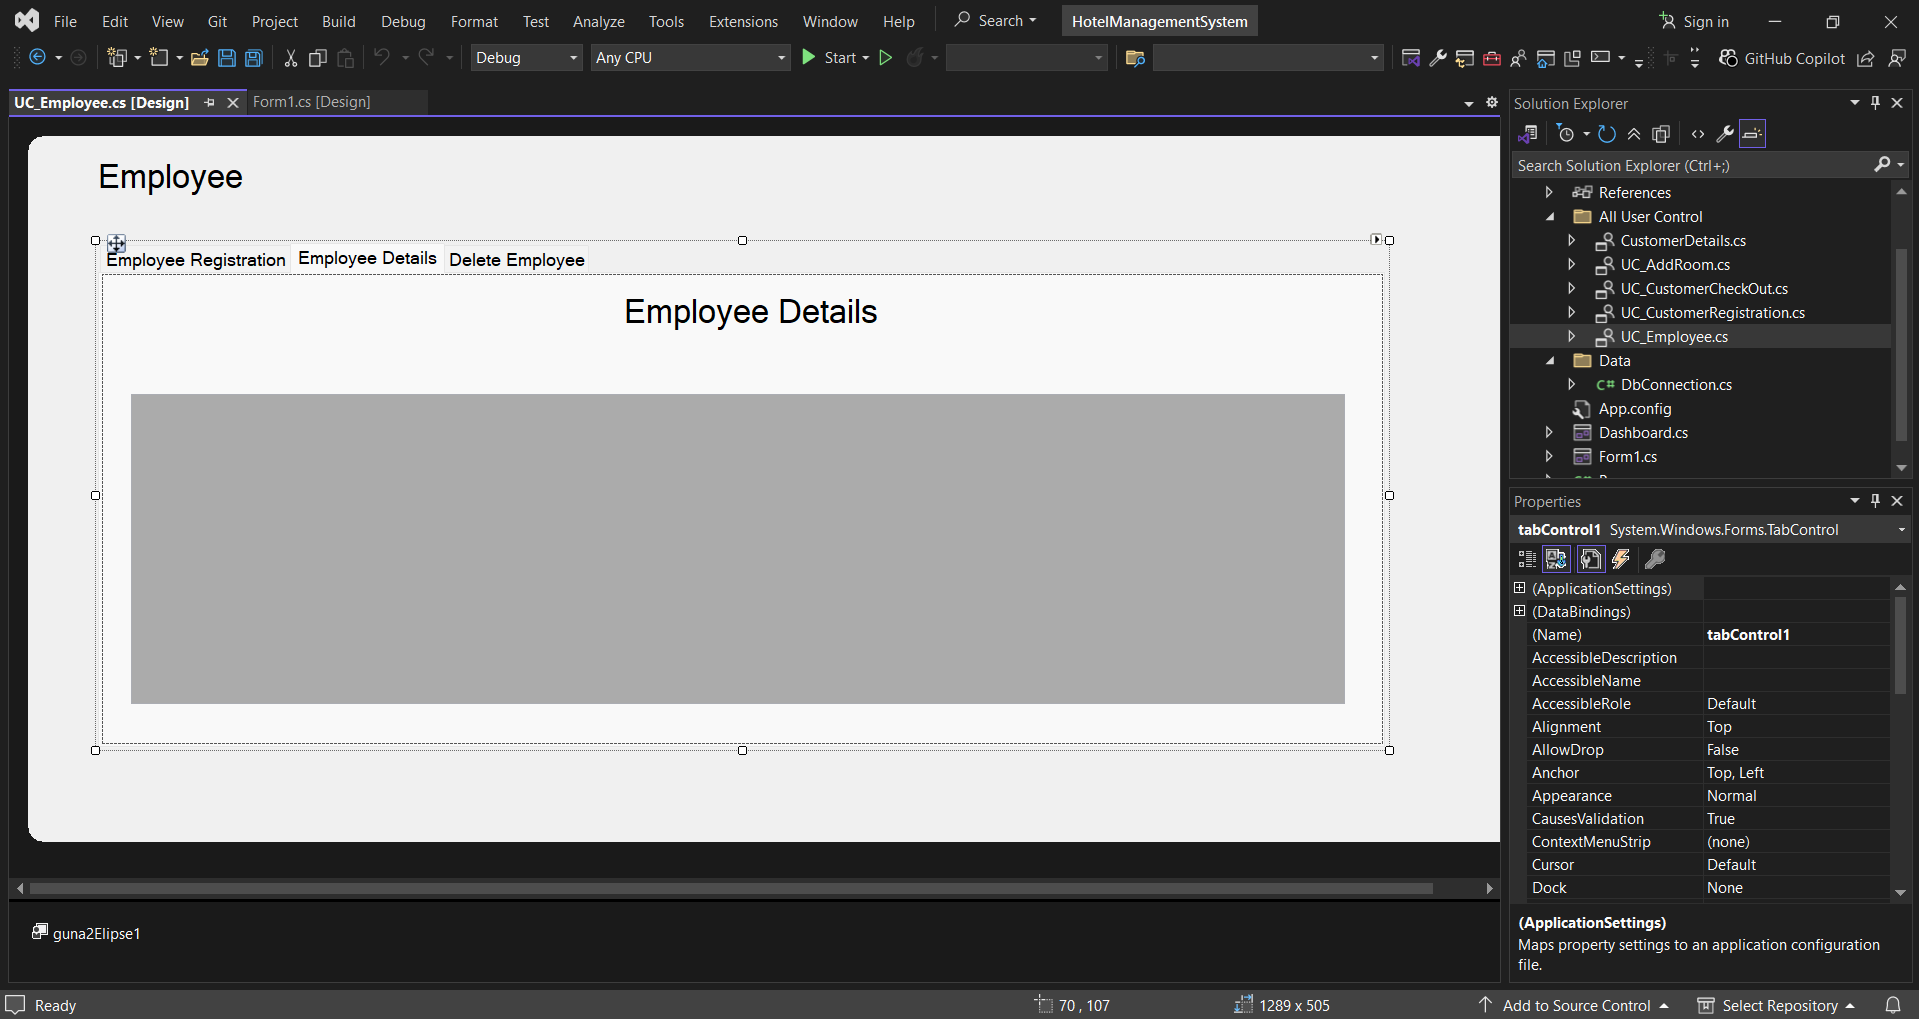 File Edit View Git Project Build Debug Format Test Analyze Tools Extensions Window Help Search HotelManagementSystem Sign in
Debug Any CPU Start GitHub Copilot
UC_Employee.cs [Design] Form1.cs [Design]
Employee
Employee Registration Employee Details Delete Employee
Employee Details
guna2Elipse1
Solution Explorer
Search Solution Explorer (Ctrl+;)
References
All User Control
CustomerDetails.cs
UC_AddRoom.cs
UC_CustomerCheckOut.cs
UC_CustomerRegistration.cs
UC_Employee.cs
Data
C# DbConnection.cs
App.config
Dashboard.cs
Form1.cs
Properties
tabControl1 System.Windows.Forms.TabControl
(ApplicationSettings)
(DataBindings)
(Name) tabControl1
AccessibleDescription
AccessibleName
AccessibleRole Default
Alignment Top
AllowDrop False
Anchor Top, Left
Appearance Normal
CausesValidation True
ContextMenuStrip (none)
Cursor Default
Dock None
(ApplicationSettings)
Maps property settings to an application configuration
file.
Ready 70 , 107 1289 x 505 Add to Source Control Select Repository